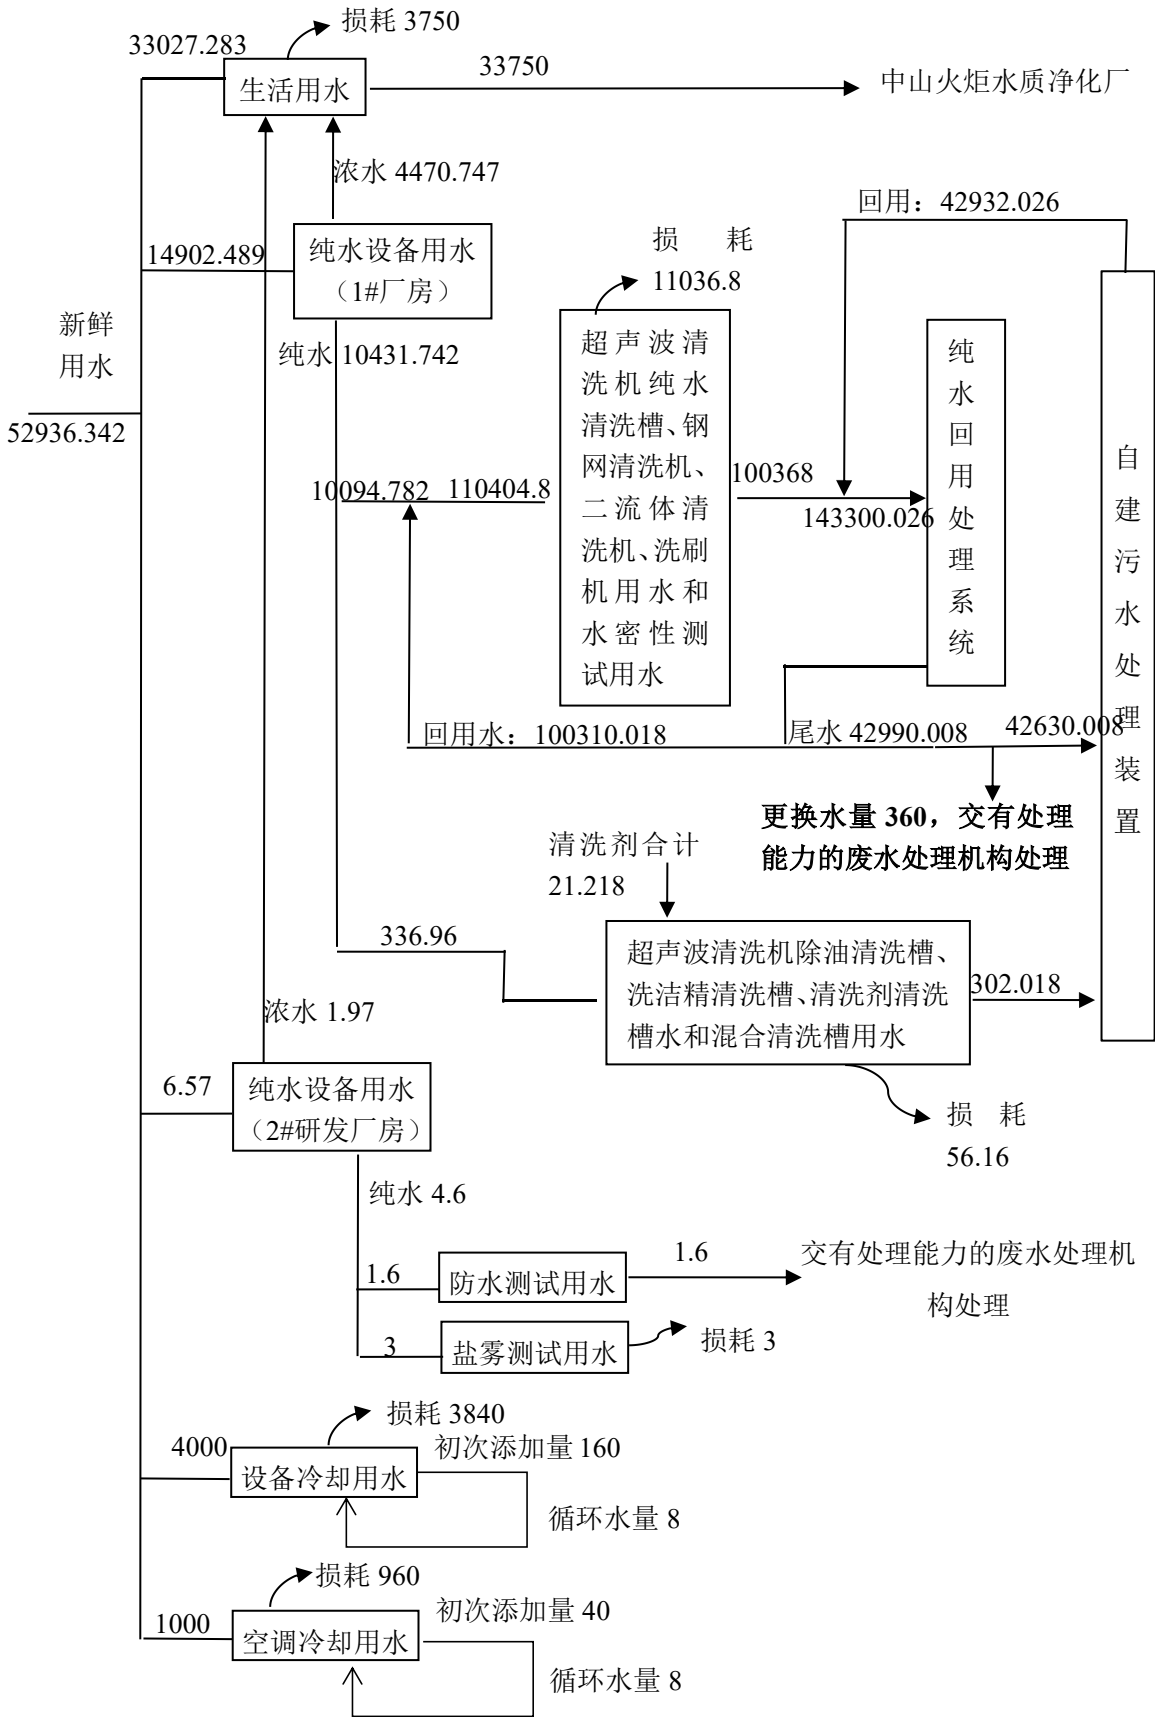 损耗 3750
33027.283
生活用水
33750
中山火炬水质净化厂
浓水 4470.747
回用：42932.026
14902.489
纯水设备用水
（1#厂房）
损 耗
11036.8
新鲜
用水
52936.342
纯水 10431.742
超声波清
洗机纯水
清洗槽、钢
网清洗机、
二流体清
洗机、洗刷
机用水和
水密性测
试用水
纯
水
回
用
处
理
系
统
自
建
污
水
处
理
装
置
10094.782
110404.8
100368
143300.026
回用水：100310.018
尾水 42990.008
42630.008
更换水量 360，交有处理
能力的废水处理机构处理
清洗剂合计
21.218
336.96
超声波清洗机除油清洗槽、
洗洁精清洗槽、清洗剂清洗
槽水和混合清洗槽用水
302.018
浓水 1.97
损 耗
56.16
6.57
纯水设备用水
（2#研发厂房）
纯水 4.6
1.6
防水测试用水
1.6
交有处理能力的废水处理机
构处理
3
盐雾测试用水
损耗 3
损耗 3840
4000
设备冷却用水
初次添加量 160
循环水量 8
损耗 960
1000
空调冷却用水
初次添加量 40
循环水量 8